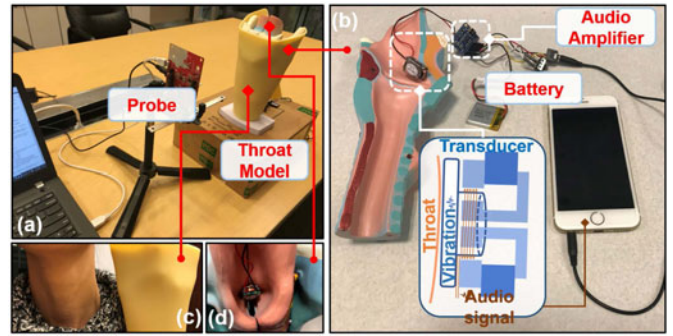 (a)
Probe
Throat
Model
(b)
Audio
Amplifier
Battery
Transducer
Throat
Vibration
Audio
signal
(c)
(d)